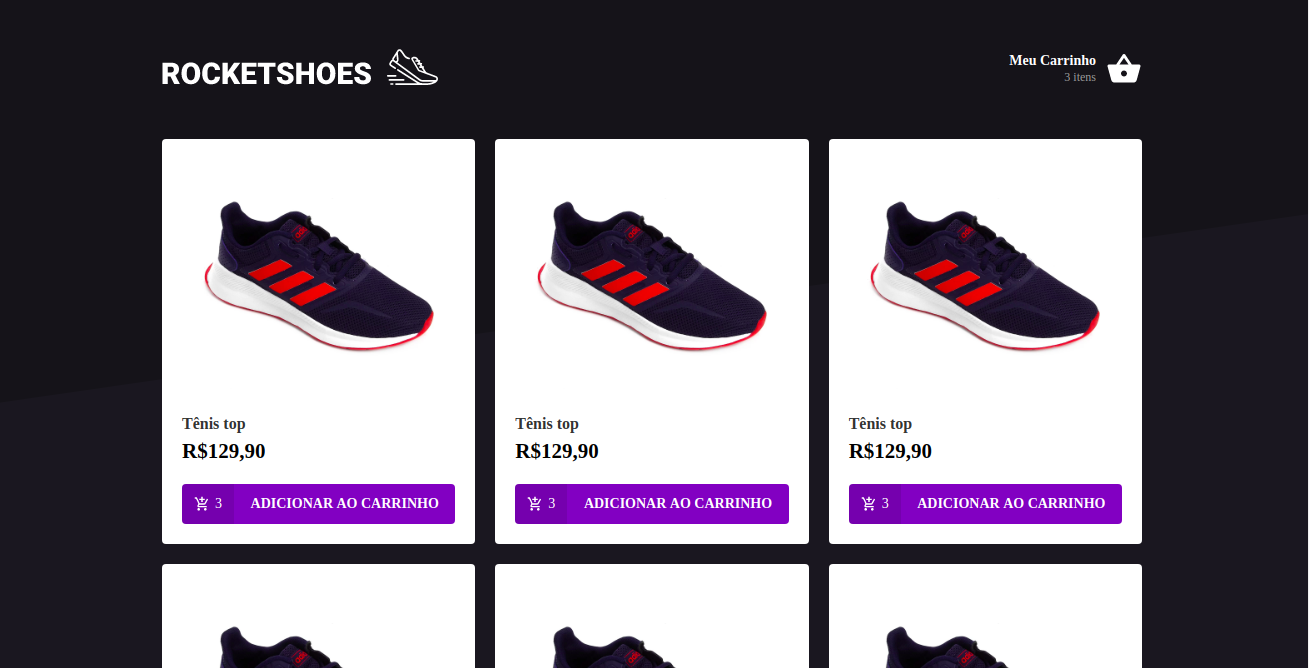 ROCKETSHOES
Meu Carrinho
3 itens
Tênis top
R$129,90
3 ADICIONAR AO CARRINHO
Tênis top
R$129,90
3 ADICIONAR AO CARRINHO
Tênis top
R$129,90
3 ADICIONAR AO CARRINHO